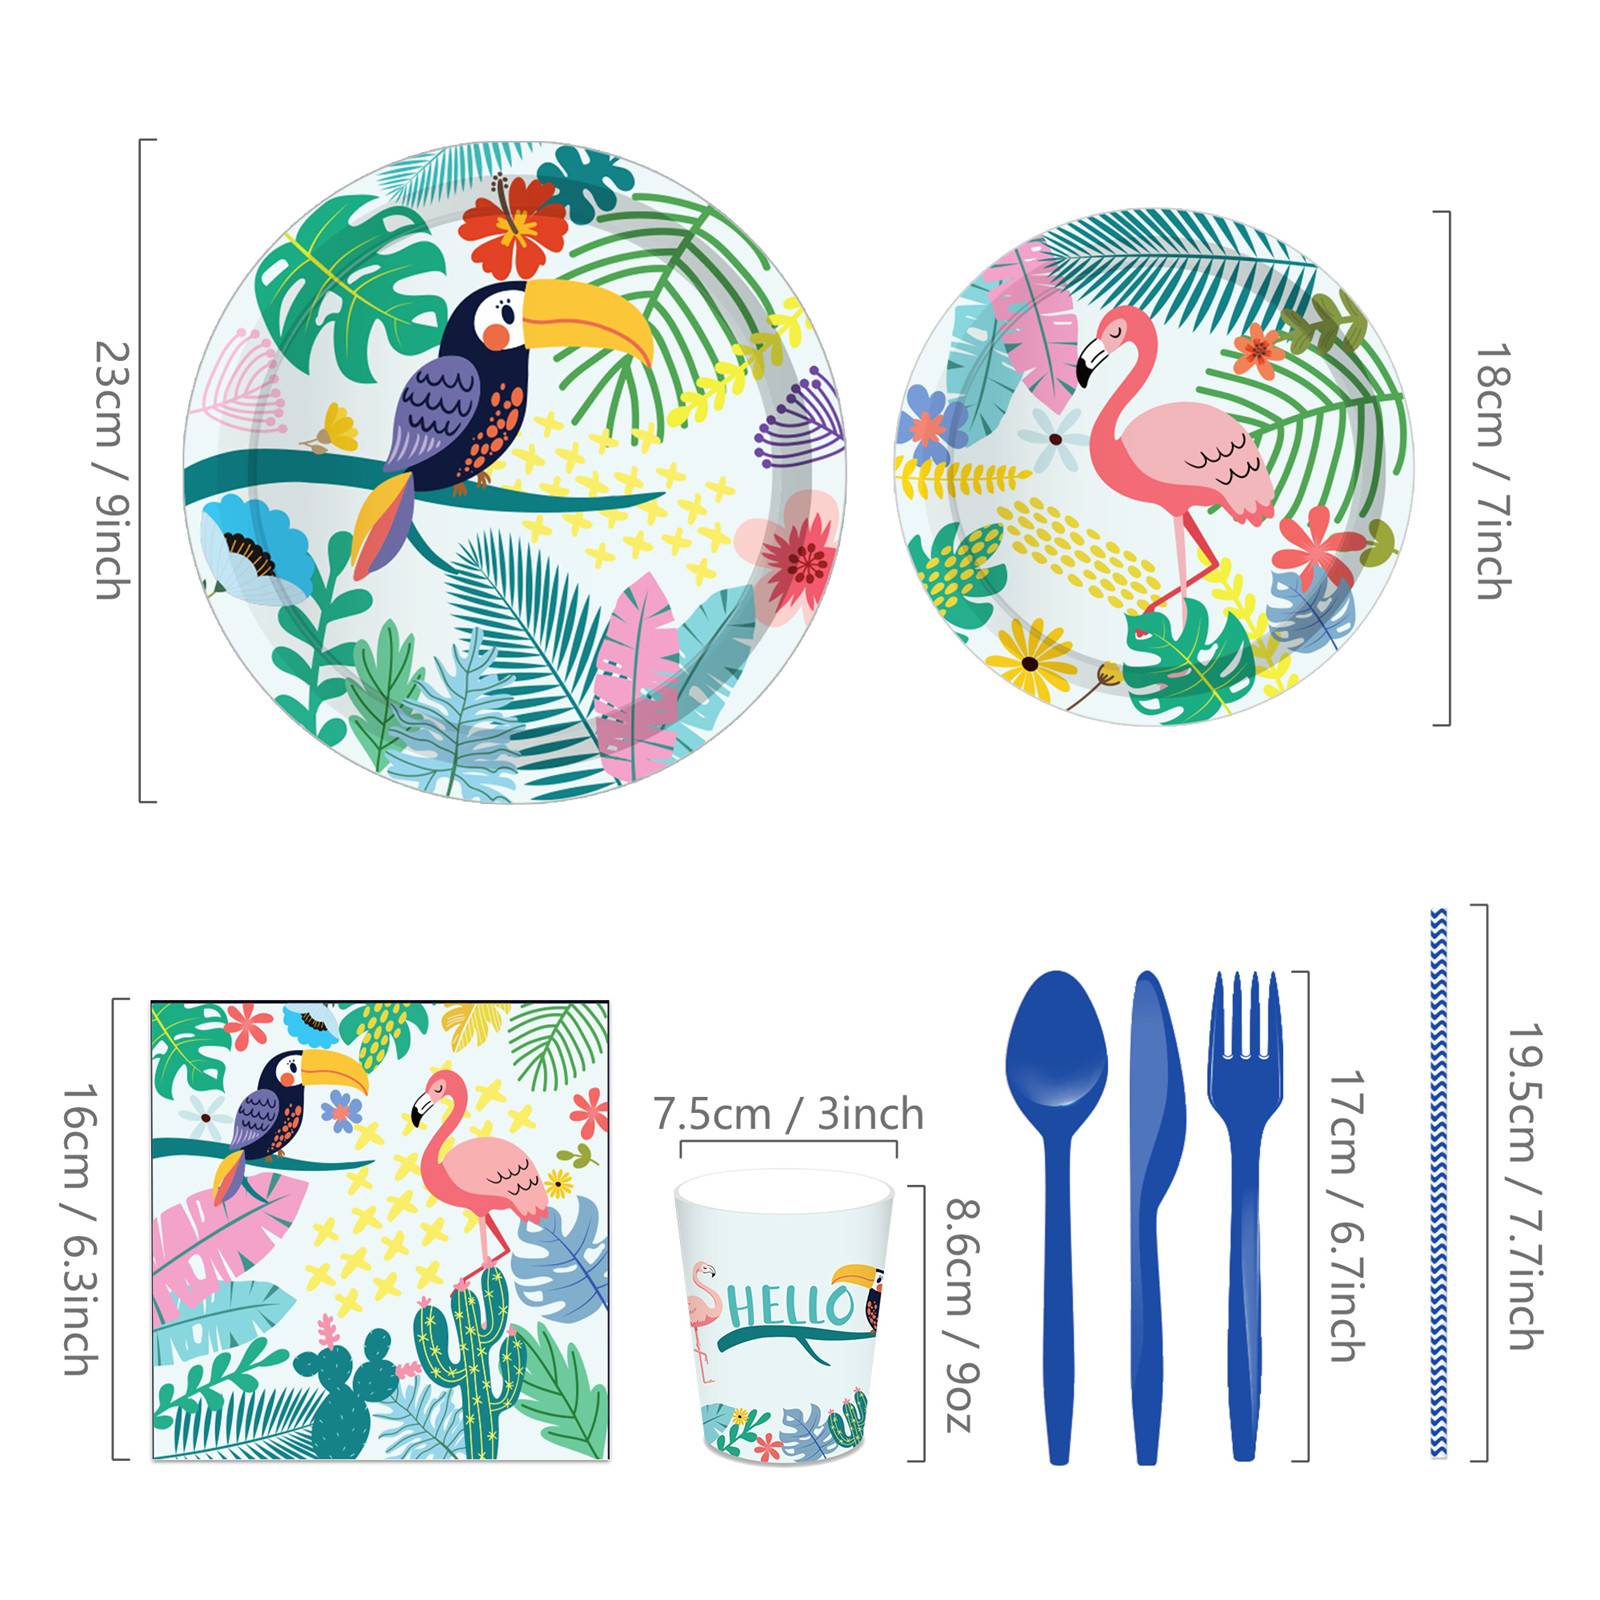 23cm / 9inch
18cm / 7inch
16cm / 6.3inch
7.5cm / 3inch
8.6cm / 9oz
HELLO
17cm / 6.7inch
19.5cm / 7.7inch